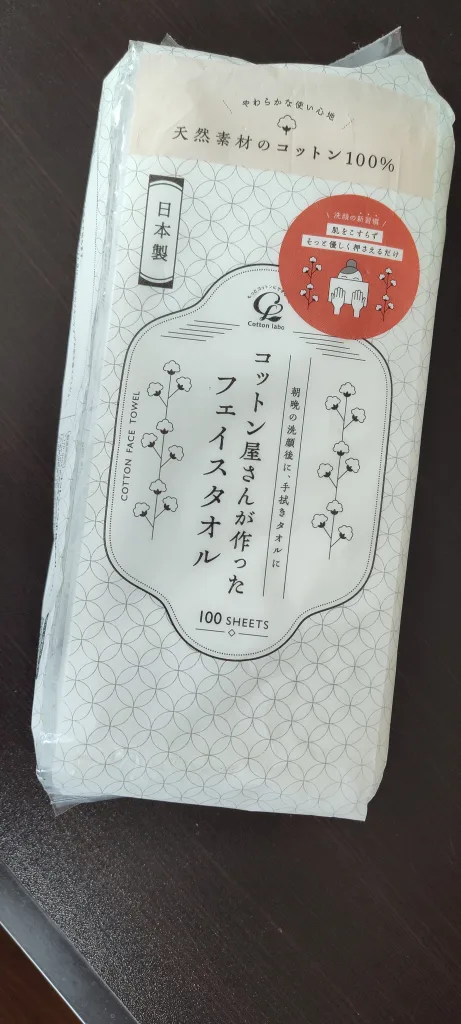 やわらかな使い心地
天然素材のコットン100%
日本製
洗顔の新習慣
肌をこすらず
そっと優しく押さえるだけ
Cotton labo
朝晩の洗顔後に、手拭きタオルに
コットン屋さんが作った
フェイスタオル
COTTON FACE TOWEL
100 SHEETS